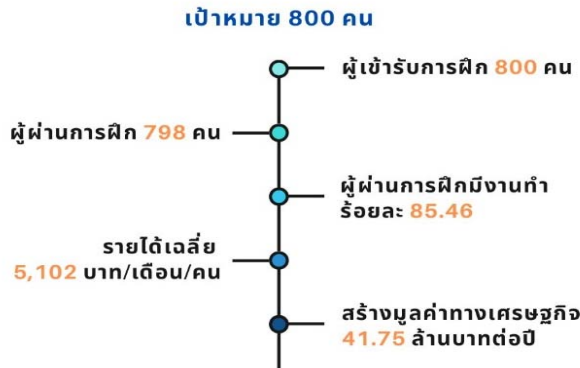 เป้าหมาย 800 คน
ผู้เข้ารับการฝึก 800 คน
ผู้ผ่านการฝึก 798 คน
ผู้ผ่านการฝึกมีงานทำ
ร้อยละ 85.46
รายได้เฉลี่ย
5,102 บาท/เดือน/คน
สร้างมูลค่าทางเศรษฐกิจ
41.75 ล้านบาทต่อปี